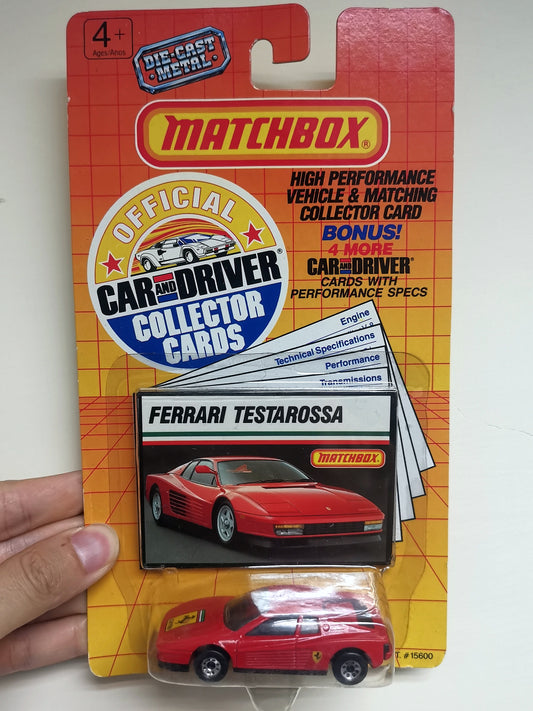 4+
Ages/Años
DIE-CAST
METAL
MATCHBOX®
HIGH PERFORMANCE
VEHICLE & MATCHING
COLLECTOR CARD
BONUS!
4 MORE
CAR AND DRIVER®
CARDS WITH
PERFORMANCE SPECS
OFFICIAL
CAR AND DRIVER®
COLLECTOR
CARDS
Engine
Technical Specifications
Performance
Transmissions
FERRARI TESTAROSSA
MATCHBOX
T. #15600